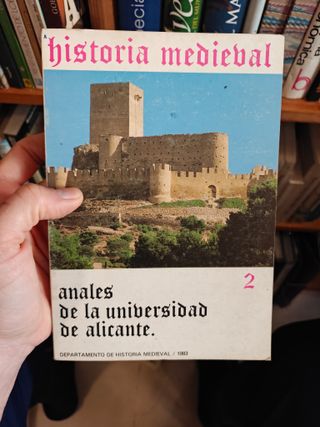 historia medieval
2
anales
de la universidad
de alicante.
DEPARTAMENTO DE HISTORIA MEDIEVAL / 1983